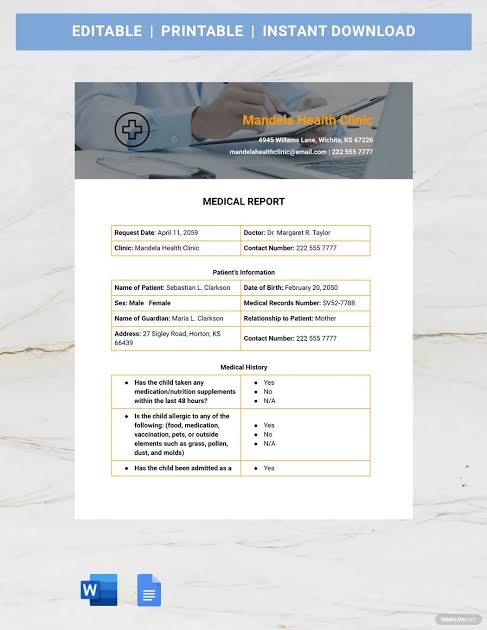 EDITABLE | PRINTABLE | INSTANT DOWNLOAD
Mandela Health Clinic
4945 Willams Lane, Wichita, KS 67226
mandelahealthclinic@email.com | 222 555 7777
MEDICAL REPORT
Request Date: April 11, 2059 Doctor: Dr. Margaret R. Taylor
Clinic: Mandela Health Clinic Contact Number: 222 555 7777
Patient's Information
Name of Patient: Sebastian L. Clarkson Date of Birth: February 20, 2050
Sex: Male Female Medical Records Number: SV52-7788
Name of Guardian: Maria L. Clarkson Relationship to Patient: Mother
Address: 27 Sigley Road, Horton, KS
66439
Contact Number: 222 555 7777
Medical History
● Has the child taken any
medication/nutrition supplements
within the last 48 hours?
● Yes
● No
● N/A
● Is the child allergic to any of the
following: (food, medication,
vaccination, pets, or outside
elements such as grass, pollen,
dust, and molds)
● Yes
● No
● N/A
● Has the child been admitted as a
● Yes
W
TEMPLATE.NET